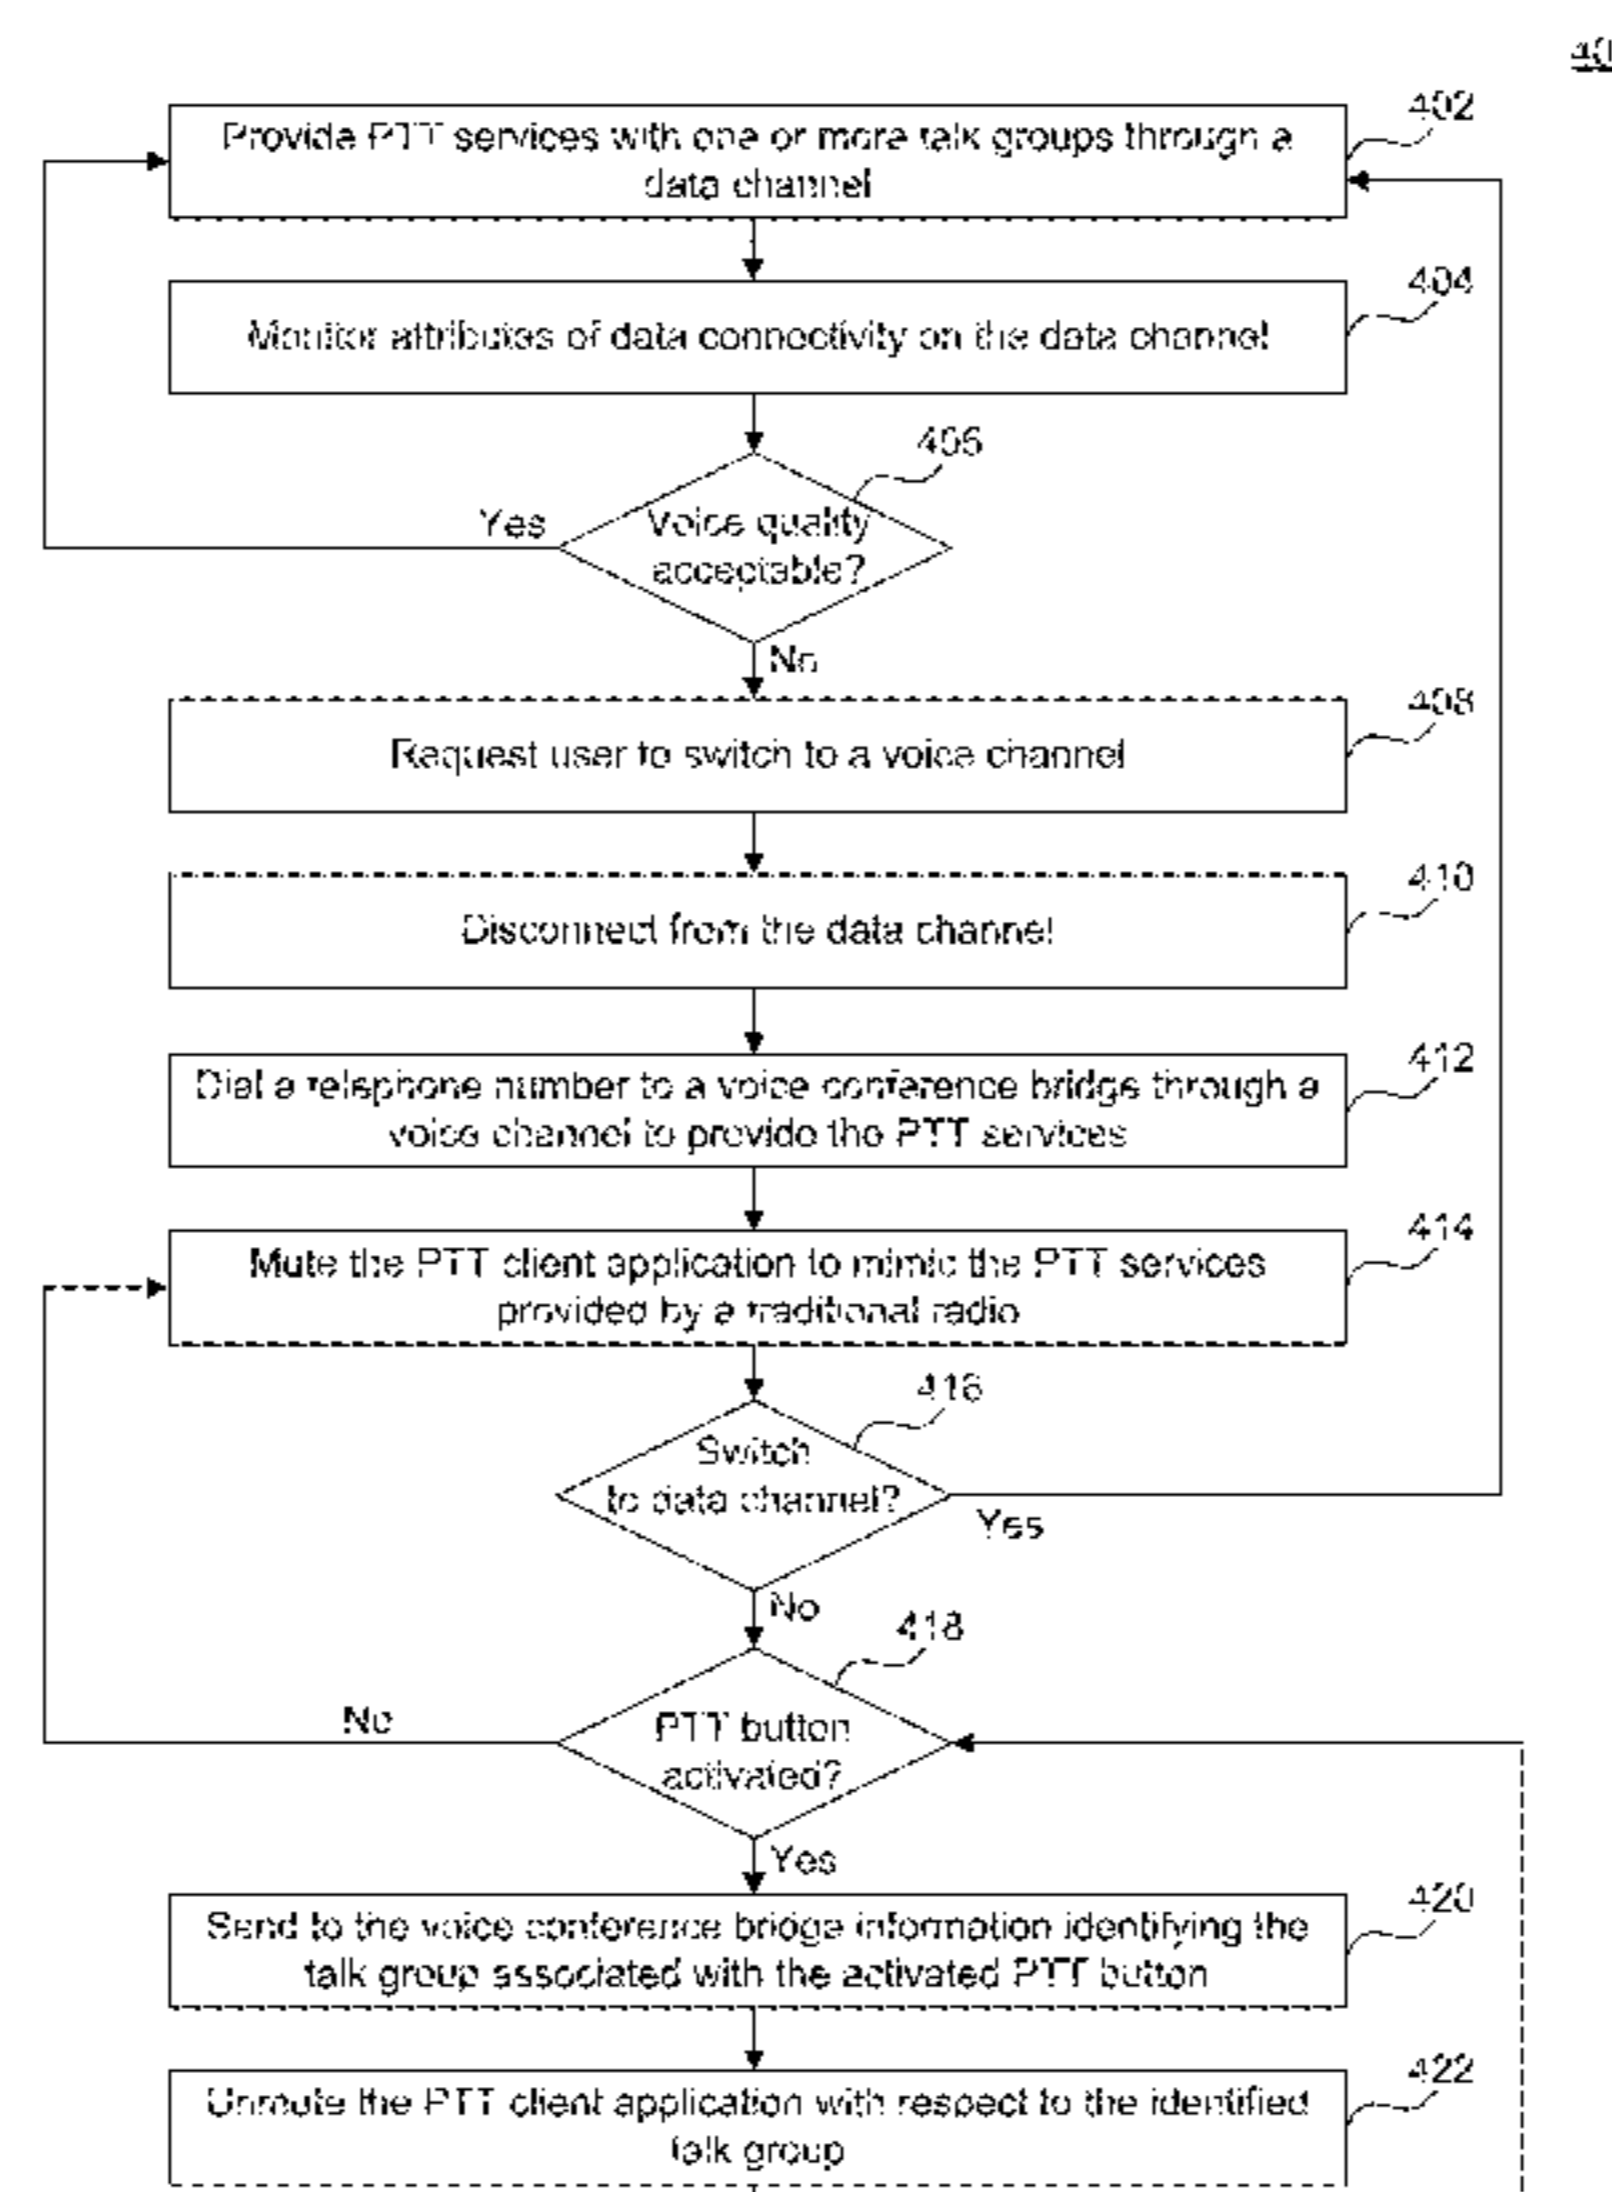 40
402
Provide PTT services with one or more talk groups through a
data channel
404
Monitor attributes of data connectivity on the data channel
406
Yes
Voice quality
acceptable?
No
408
Request user to switch to a voice channel
410
Disconnect from the data channel
412
Dial a telephone number to a voice conference bridge through a
voice channel to provide the PTT services
414
Mute the PTT client application to mimic the PTT services
provided by a traditional radio
416
Switch
to data channel?
Yes
No
418
No
PTT button
activated?
Yes
420
Send to the voice conference bridge information identifying the
talk group associated with the activated PTT button
422
Unmute the PTT client application with respect to the identified
talk group